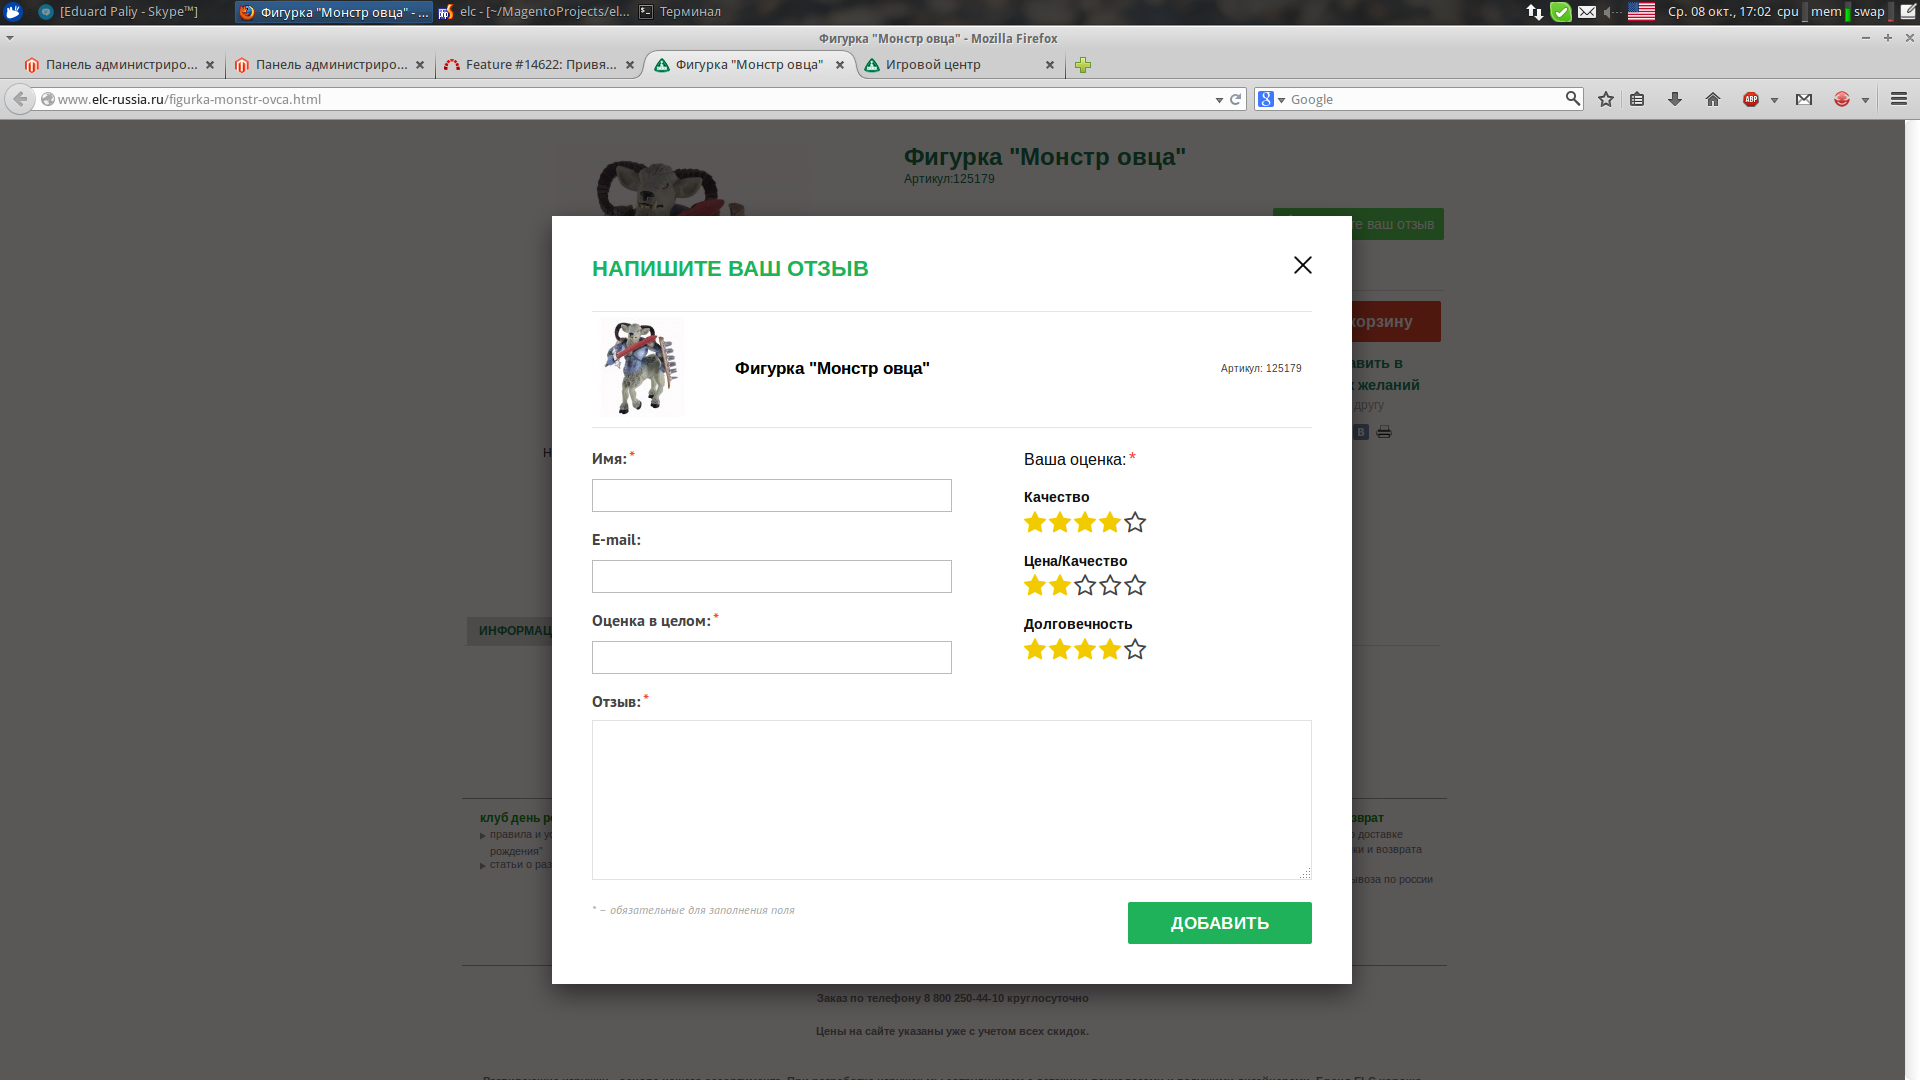 [Eduard Paliy - Skype™]
Фигурка "Монстр овца" - ...
elc - [~/MagentoProjects/el...
Терминал
Ср. 08 окт., 17:02 cpu mem swap
Фигурка "Монстр овца" - Mozilla Firefox
Панель администриро...
Панель администриро...
Feature #14622: Привя...
Фигурка "Монстр овца"
Игровой центр
www.elc-russia.ru/figurka-monstr-ovca.html
Google
ABP
Фигурка "Монстр овца"
Артикул:125179
ваш отзыв
корзину
желаний
другу
НАПИШИТЕ ВАШ ОТЗЫВ
Фигурка "Монстр овца"
Артикул: 125179
Имя:*
E-mail:
Оценка в целом:*
Отзыв:*
Ваша оценка:*
Качество
Цена/Качество
Долговечность
* – обязательные для заполнения поля
ДОБАВИТЬ
ИНФОРМАЦ
клуб день
правила и
рождения"
статьи о
доставке
и возврата
по россии
Заказ по телефону 8 800 250-44-10 круглосуточно
Цены на сайте указаны уже с учетом всех скидок.